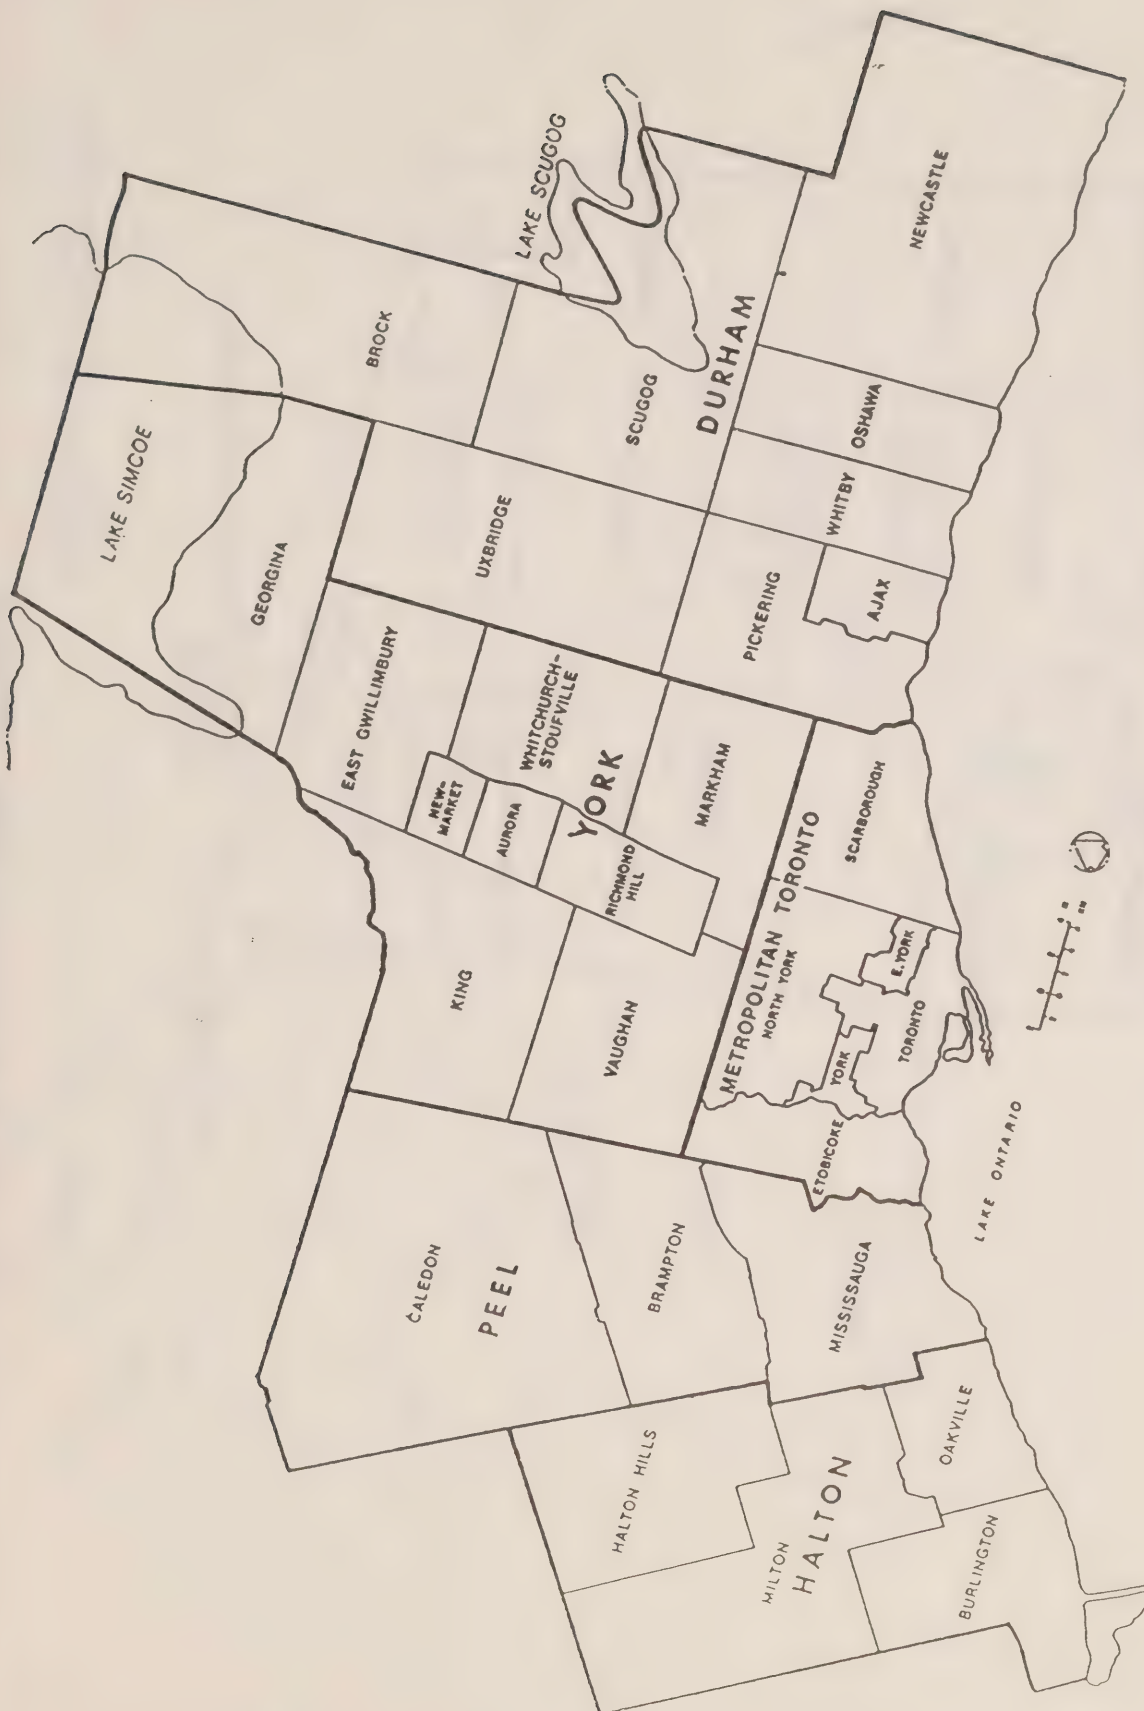 LAKE SIMCOE
LAKE SCUGOG
GEORGINA
BROCK
EAST GWILLIMBURY
UXBRIDGE
SCUGOG
DURHAM
NEWCASTLE
NEW-
MARKET
WHITCHURCH-
STOUFVILLE
AURORA
YORK
KING
RICHMOND
HILL
MARKHAM
VAUGHAN
PICKERING
AJAX
WHITBY
OSHAWA
METROPOLITAN TORONTO
NORTH YORK
SCARBOROUGH
E.YORK
YORK
TORONTO
ETOBICOKE
CALEDON
PEEL
BRAMPTON
MISSISSAUGA
HALTON HILLS
MILTON
HALTON
OAKVILLE
BURLINGTON
LAKE ONTARIO